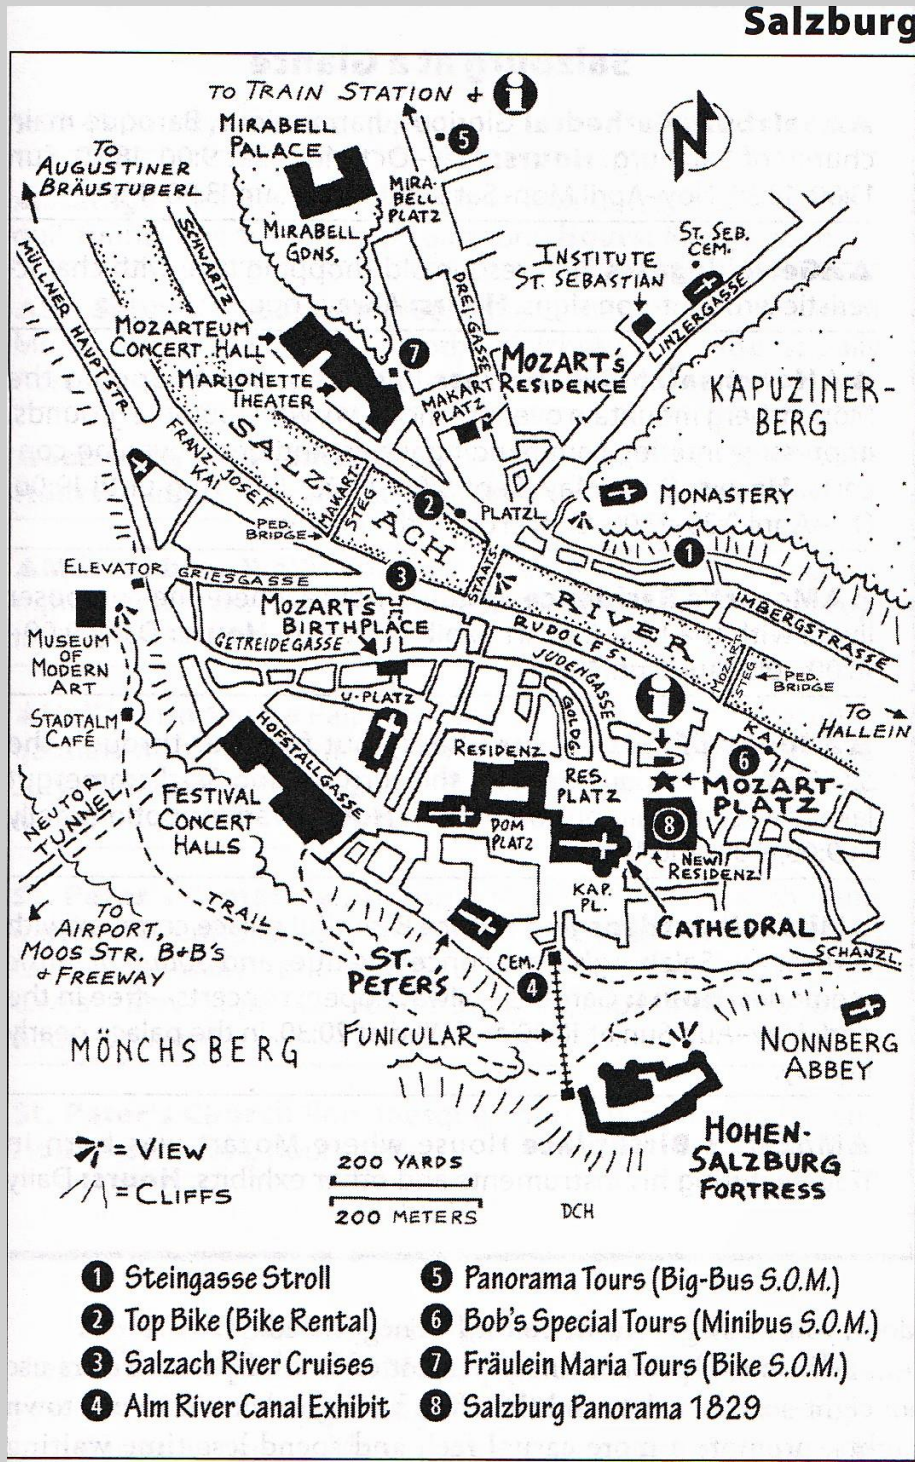 Salzburg
TO TRAIN STATION & i
MIRABELL
PALACE
5
N
TO
AUGUSTINER
BRÄUSTUBERL
MIRA-
BELL
PLATZ
MIRABELL
GDNS.
SCHWARTZ
ST. SEB.
CEM.
INSTITUTE
ST. SEBASTIAN
MÜLLNER HAUPTSTR.
DREI-GASSE
LINZERGASSE
MOZARTEUM
CONCERT HALL
7
MOZART'S
RESIDENCE
MARIONETTE
THEATER
MAKART
PLATZ
KAPUZINER-
BERG
FRANZ JOSEF
KAI
SALZ-
ACH
RIVER
MAKART
STEG
2
PLATZL
MONASTERY
PED.
BRIDGE
1
STAATS
ELEVATOR
GRIESGASSE
3
IMBERGSTRASSE
MOZART'S
BIRTHPLACE
RUDOLFS-
KAI
GETREIDEGASSE
JUDENGASSE
MOZART
STEG
PED.
BRIDGE
MUSEUM
OF
MODERN
ART
U-PLATZ
GOLDG.
i
TO
HALLEIN
STADTALM
CAFÉ
HOFSTALLGASSE
RESIDENZ
RES.
PLATZ
6
MOZART-
PLATZ
NEUTOR
TUNNEL
FESTIVAL
CONCERT
HALLS
DOM
PLATZ
8
NEW
RESIDENZ
KAP.
PL.
TO
AIRPORT,
MOOS STR. B+B'S
& FREEWAY
TRAIL
CATHEDRAL
ST.
PETERS
CEM.
4
SCHANZL.
MÖNCHSBERG
FUNICULAR
NONNBERG
ABBEY
HOHEN-
SALZBURG
FORTRESS
= VIEW
= CLIFFS
200 YARDS
200 METERS
DCH
1 Steingasse Stroll
2 Top Bike (Bike Rental)
3 Salzach River Cruises
4 Alm River Canal Exhibit
5 Panorama Tours (Big-Bus S.O.M.)
6 Bob's Special Tours (Minibus S.O.M.)
7 Fräulein Maria Tours (Bike S.O.M.)
8 Salzburg Panorama 1829